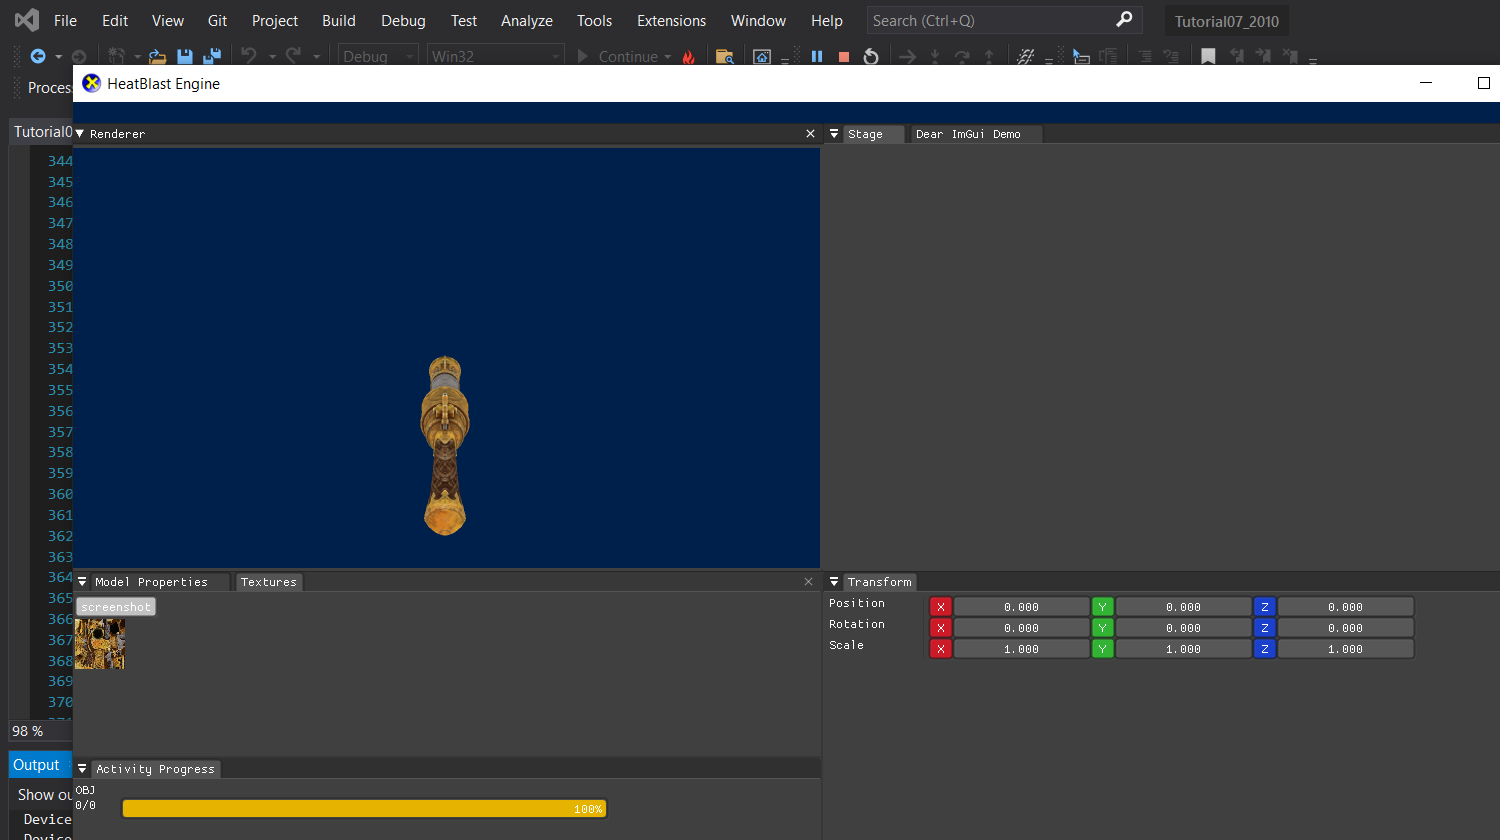 File Edit View Git Project Build Debug Test Analyze Tools Extensions Window Help Search (Ctrl+Q) Tutorial07_2010
Debug Win32 Continue
Proces
HeatBlast Engine
Tutorial0
Renderer
Stage Dear ImGui Demo
344
345
346
347
348
349
350
351
352
353
354
355
356
357
358
359
360
361
362
363
364
365
366
367
368
369
370
371
98 %
Output
Show ou
Device
Device
Model Properties Textures
screenshot
Transform
Position X 0.000 Y 0.000 Z 0.000
Rotation X 0.000 Y 0.000 Z 0.000
Scale X 1.000 Y 1.000 Z 1.000
Activity Progress
OBJ
0/0 100%